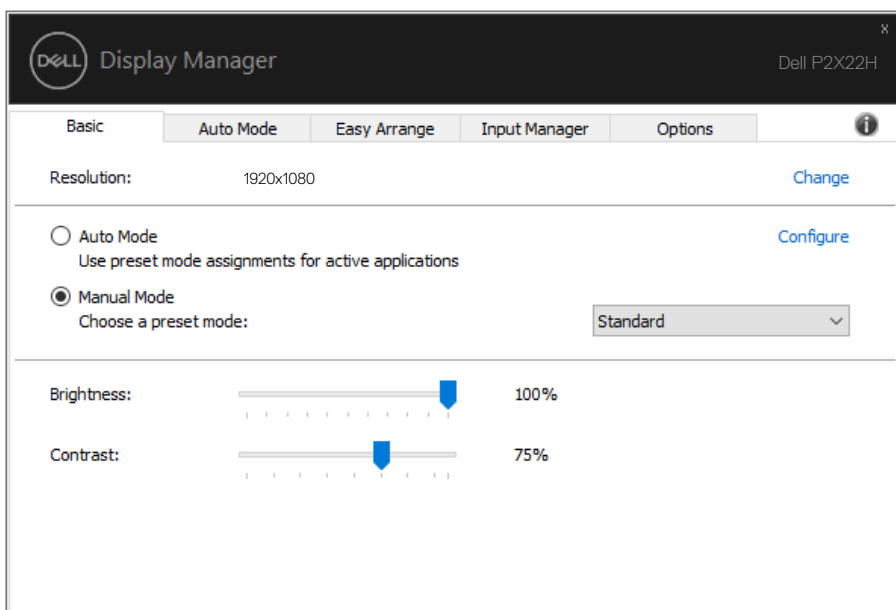 x
DELL Display Manager
Dell P2X22H
Basic Auto Mode Easy Arrange Input Manager Options i
Resolution: 1920x1080 Change
Auto Mode Configure
Use preset mode assignments for active applications
Manual Mode
Choose a preset mode: Standard
Brightness: 100%
Contrast: 75%